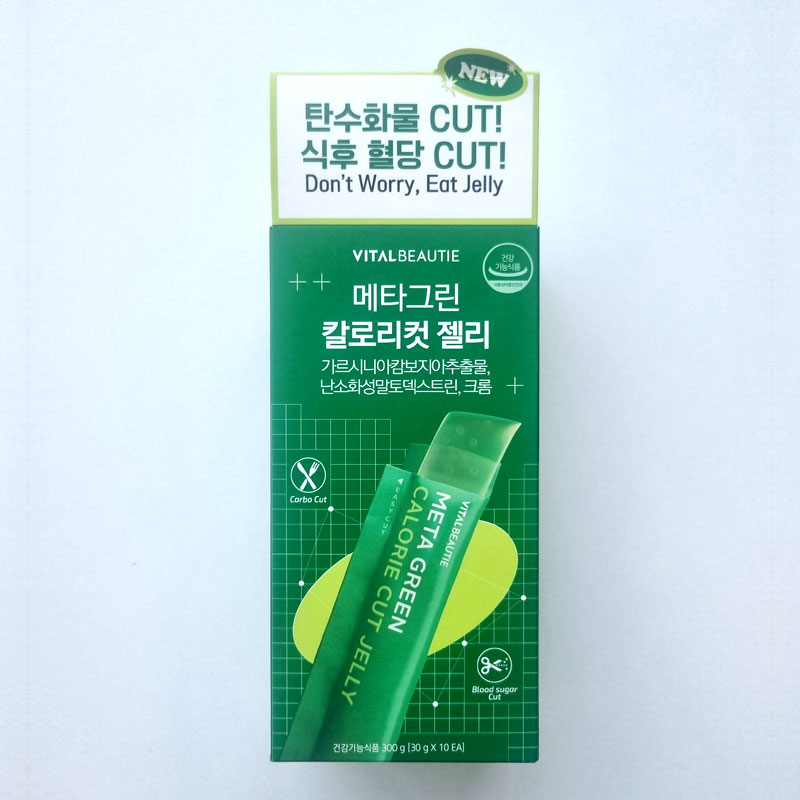 NEW
탄수화물 CUT!
식후 혈당 CUT!
Don't Worry, Eat Jelly
VITALBEAUTIE
건강
기능식품
메타그린
칼로리컷 젤리
가르시니아캄보지아추출물,
난소화성말토덱스트린, 크롬
Carbo Cut
EASY CUT
VITALBEAUTIE
META GREEN
CALORIE CUT JELLY
Blood sugar
Cut
건강기능식품 300 g [30 g X 10 EA]